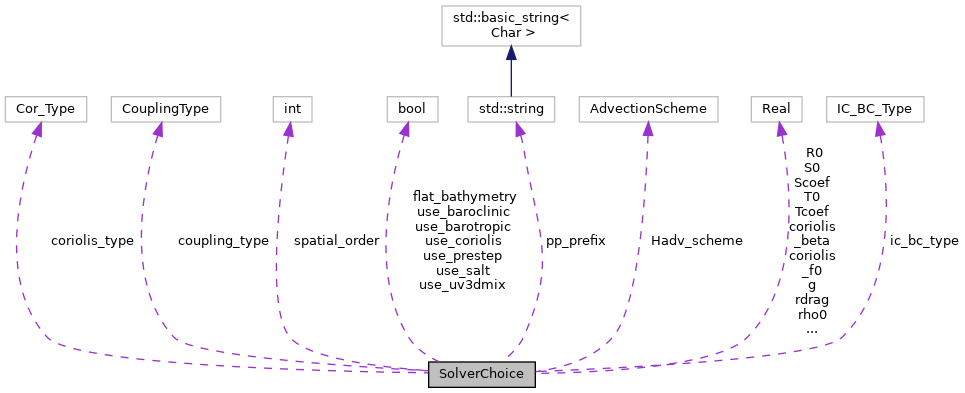 std::basic_string<
Char >
Cor_Type
CouplingType
int
bool
std::string
AdvectionScheme
Real
IC_BC_Type
coriolis_type
coupling_type
spatial_order
flat_bathymetry
use_baroclinic
use_barotropic
use_coriolis
use_prestep
use_salt
use_uv3dmix
pp_prefix
Hadv_scheme
R0
S0
Scoef
T0
Tcoef
coriolis
_beta
coriolis
_f0
g
rdrag
rho0
...
ic_bc_type
SolverChoice